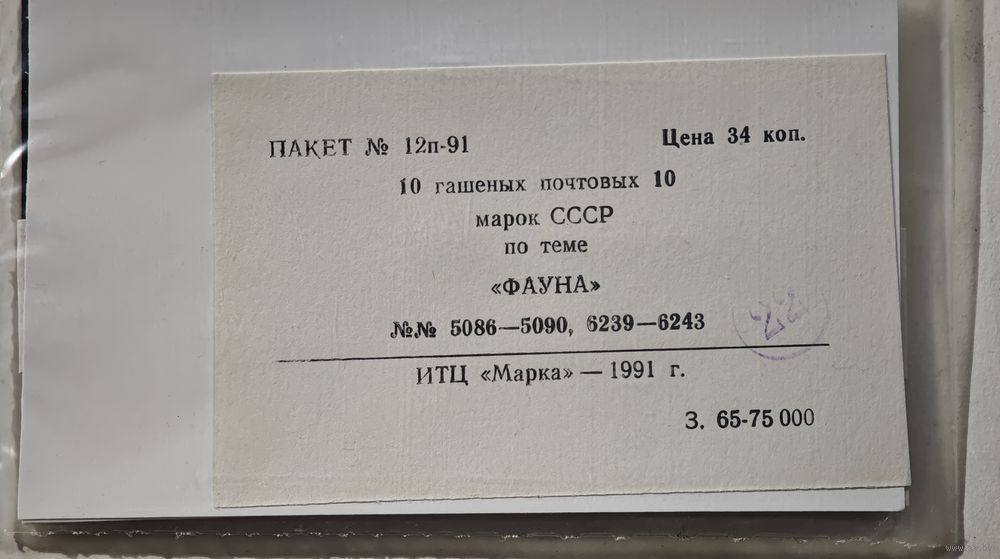 ПАКЕТ № 12п-91 Цена 34 коп.
10 гашеных почтовых 10
марок СССР
по теме
«ФАУНА»
№№ 5086—5090, 6239—6243
ИТЦ «Марка» — 1991 г.
З. 65-75 000